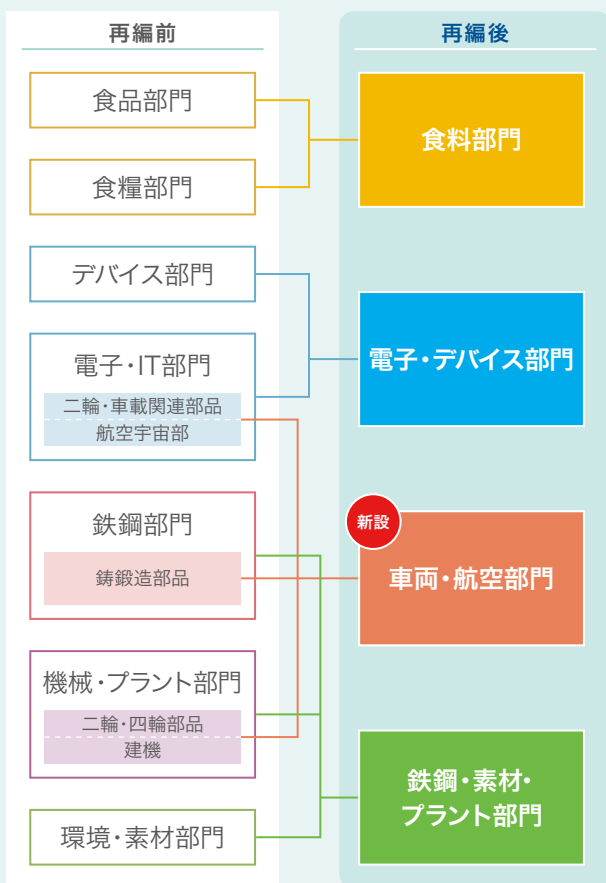 再編前
食品部門
食糧部門
デバイス部門
電子・IT部門
二輪・車載関連部品
航空宇宙部
鉄鋼部門
鋳鍛造部品
機械・プラント部門
二輪・四輪部品
建機
環境・素材部門
再編後
食料部門
電子・デバイス部門
新設
車両・航空部門
鉄鋼・素材・
プラント部門